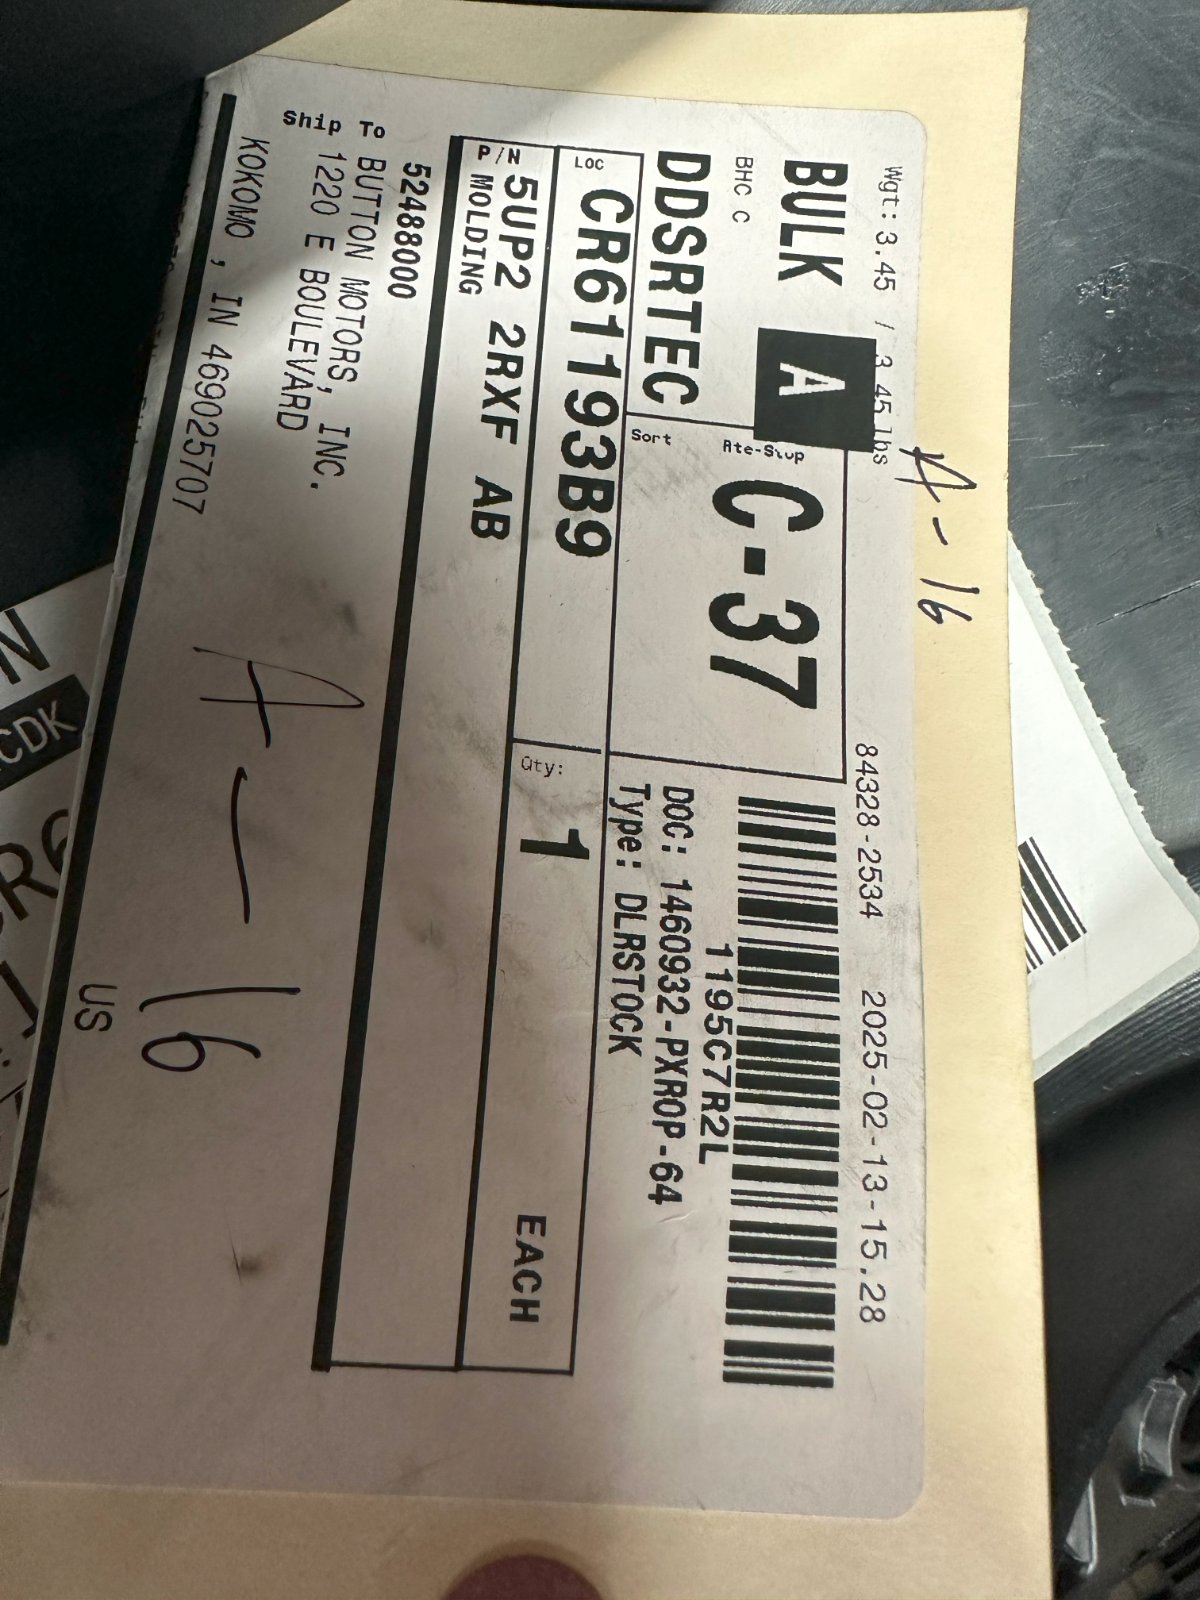 Wgt: 3.45 / 3.45 lbs
84328-2534
2025-02-13-15.28
A-16
BULK
A
BHC C
Rte-Stop
C-37
DDSRTEC
Sort
1195C7R2L
DOC: 1460932-PXROP-64
Type: DLRSTOCK
LOC
CR61193B9
Qty:
1
EACH
P/N
5UP2 2RXF AB
MOLDING
52488000
Ship To
BUTTON MOTORS, INC.
1220 E BOULEVARD
KOKOMO , IN 469025707
US
A-16
N
CDK